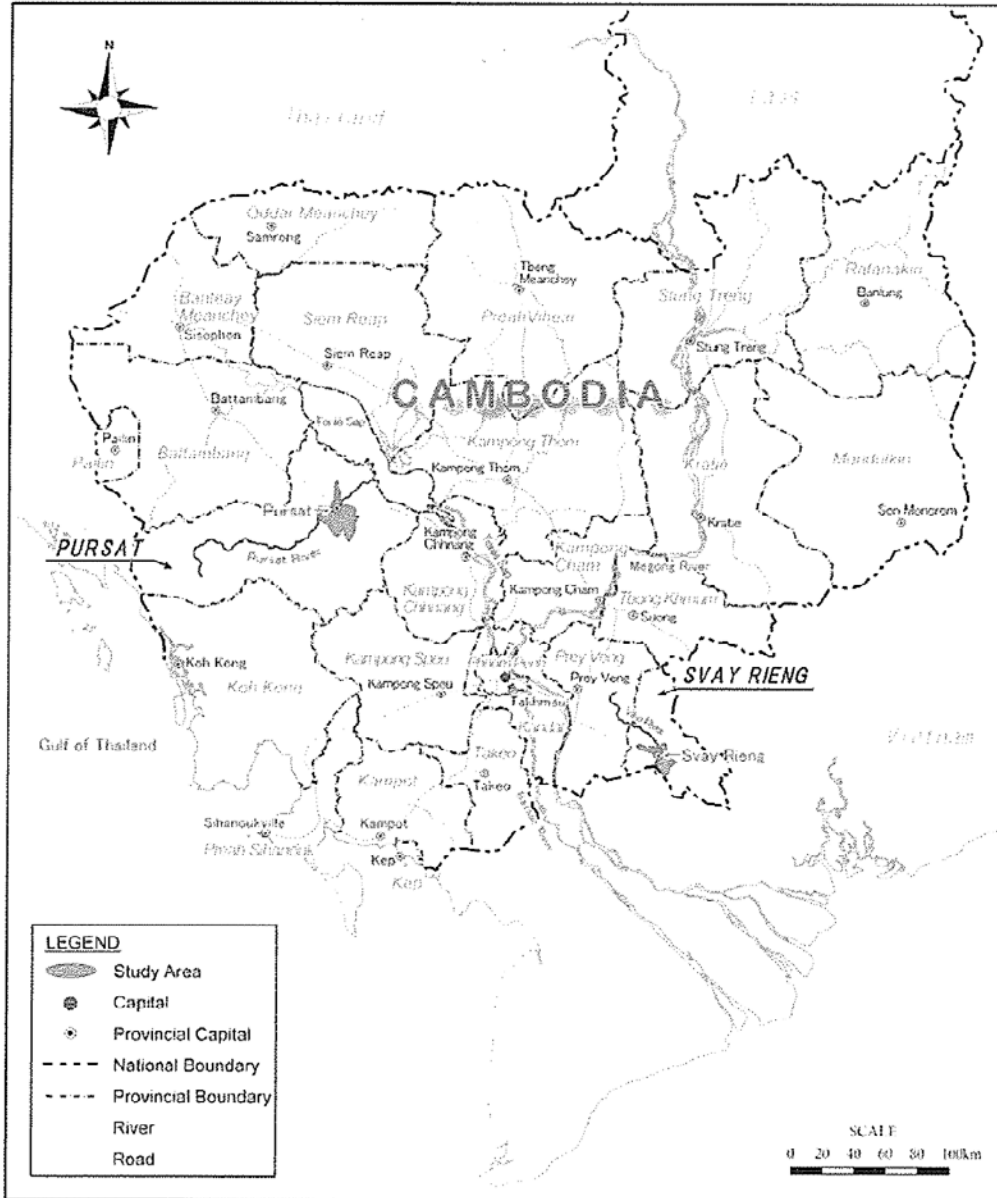 N
Thailand
Laos
Oddar Meanchey
Samrong
Tbeng
Meanchey
Preah Vihear
Stung Treng
Stung Treng
Ratanakiri
Banlung
Banteay
Meanchey
Sisophon
Siem Reap
Siem Reap
CAMBODIA
Battambang
Battambang
Tonle Sap
Pailin
Pailin
Kampong Thom
Kampong Thom
Kratie
Kratie
Mondulkiri
Sen Monorom
Pursat
PURSAT
Pursat River
Kampong
Chhnang
Kampong
Chhnang
Kampong
Cham
Kampong Cham
Megong River
Tbong Khmum
Suong
Koh Kong
Koh Kong
Kampong Speu
Kampong Speu
Phnom Penh
Takhmau
Kandal
Prey Veng
Prey Veng
SVAY RIENG
Svay Rieng
Vietnam
Gulf of Thailand
Takeo
Takeo
Kampot
Kampot
Sihanoukville
Preah Sihanouk
Kep
Kep
LEGEND
Study Area
Capital
Provincial Capital
National Boundary
Provincial Boundary
River
Road
SCALE
0 20 40 60 80 100km